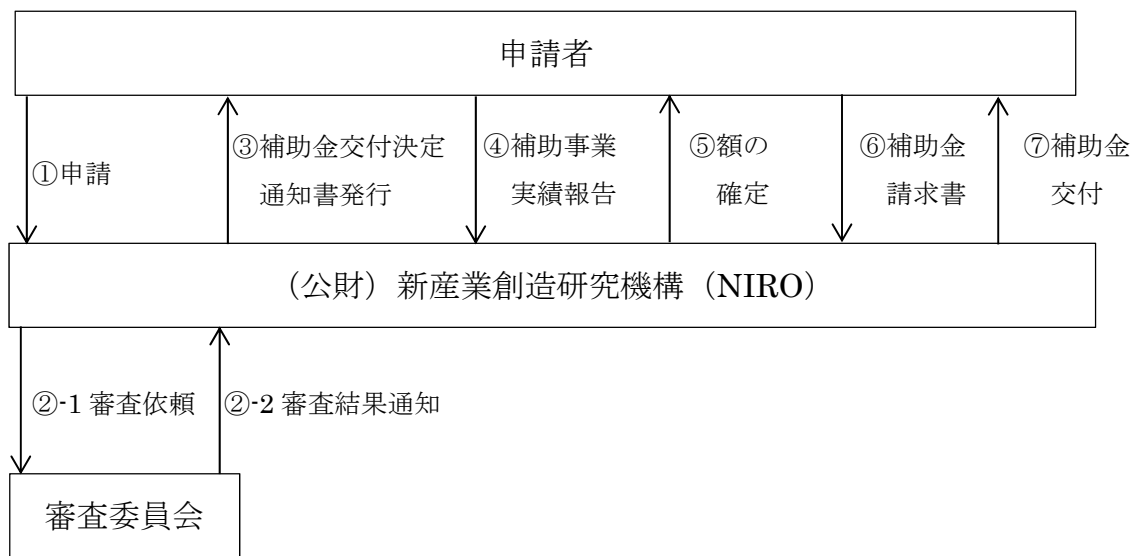 申請者
①申請
③補助金交付決定
通知書発行
④補助事業
実績報告
⑤額の
確定
⑥補助金
請求書
⑦補助金
交付
（公財）新産業創造研究機構（NIRO）
②-1 審査依頼
②-2 審査結果通知
審査委員会